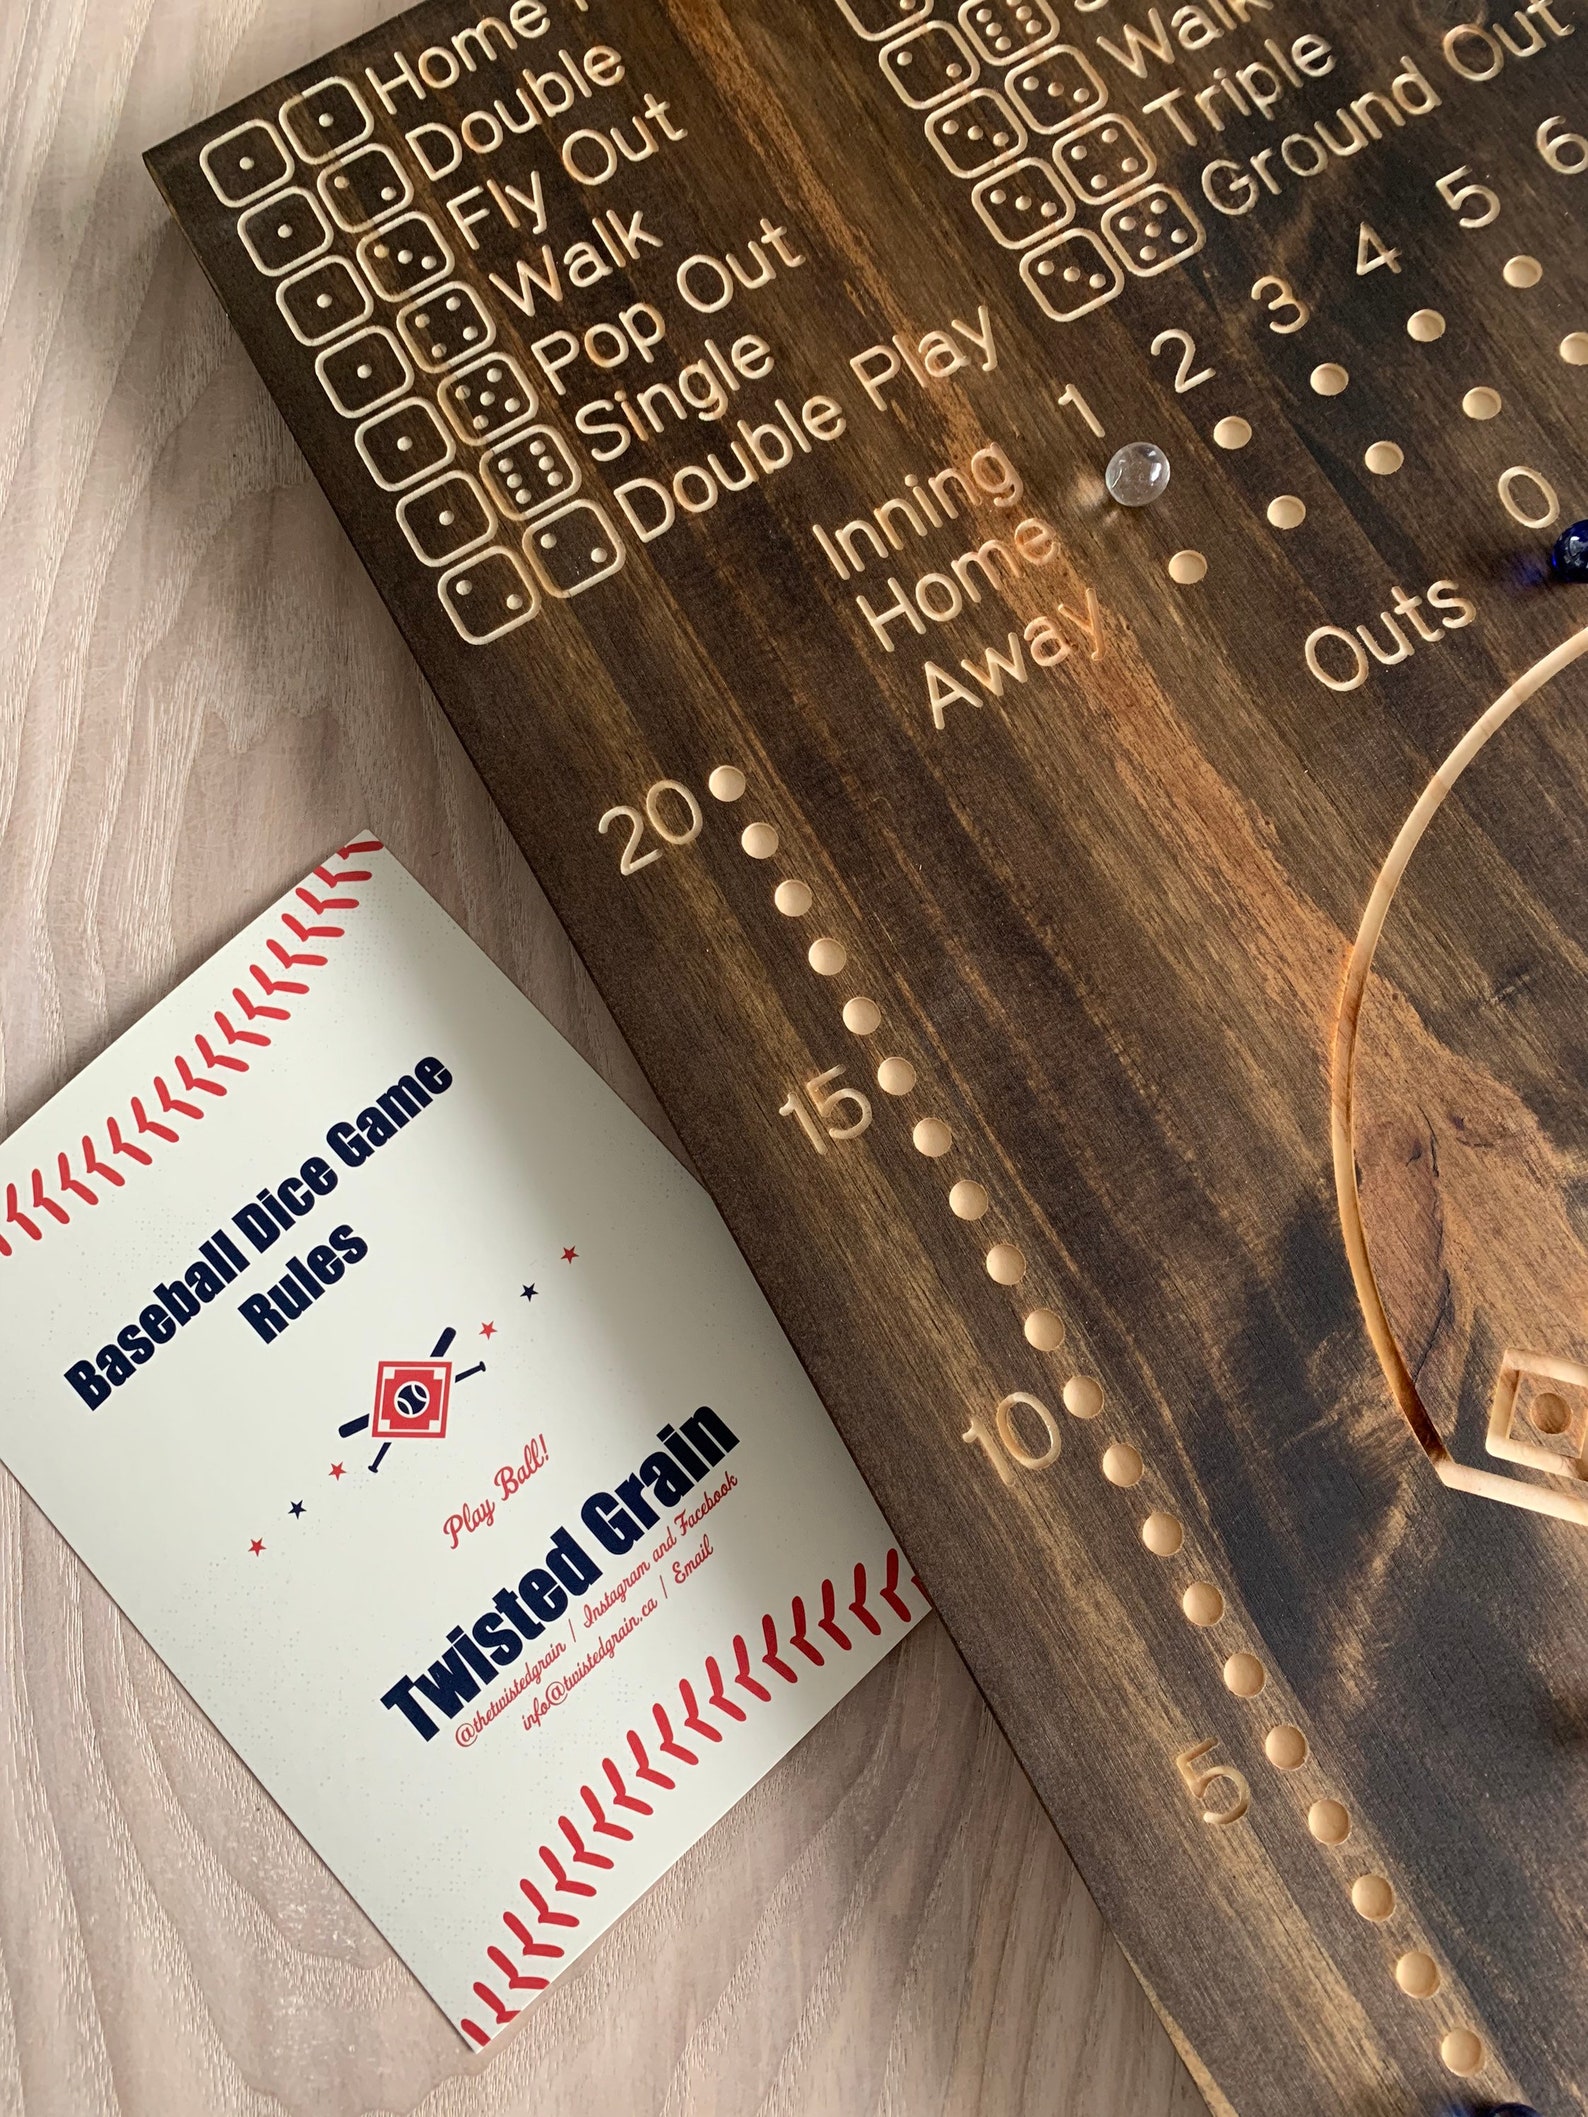 Home
Double
Fly Out
Walk
Pop Out
Single
Double Play
Walk
Triple
Ground Out
1 2 3 4 5 6
Inning
Home
Away
0
Outs
20
15
10
5
Baseball Dice Game
Rules
Play Ball!
Twisted Grain
@thetwistedgrain / Instagram and Facebook
info@twistedgrain.ca / Email